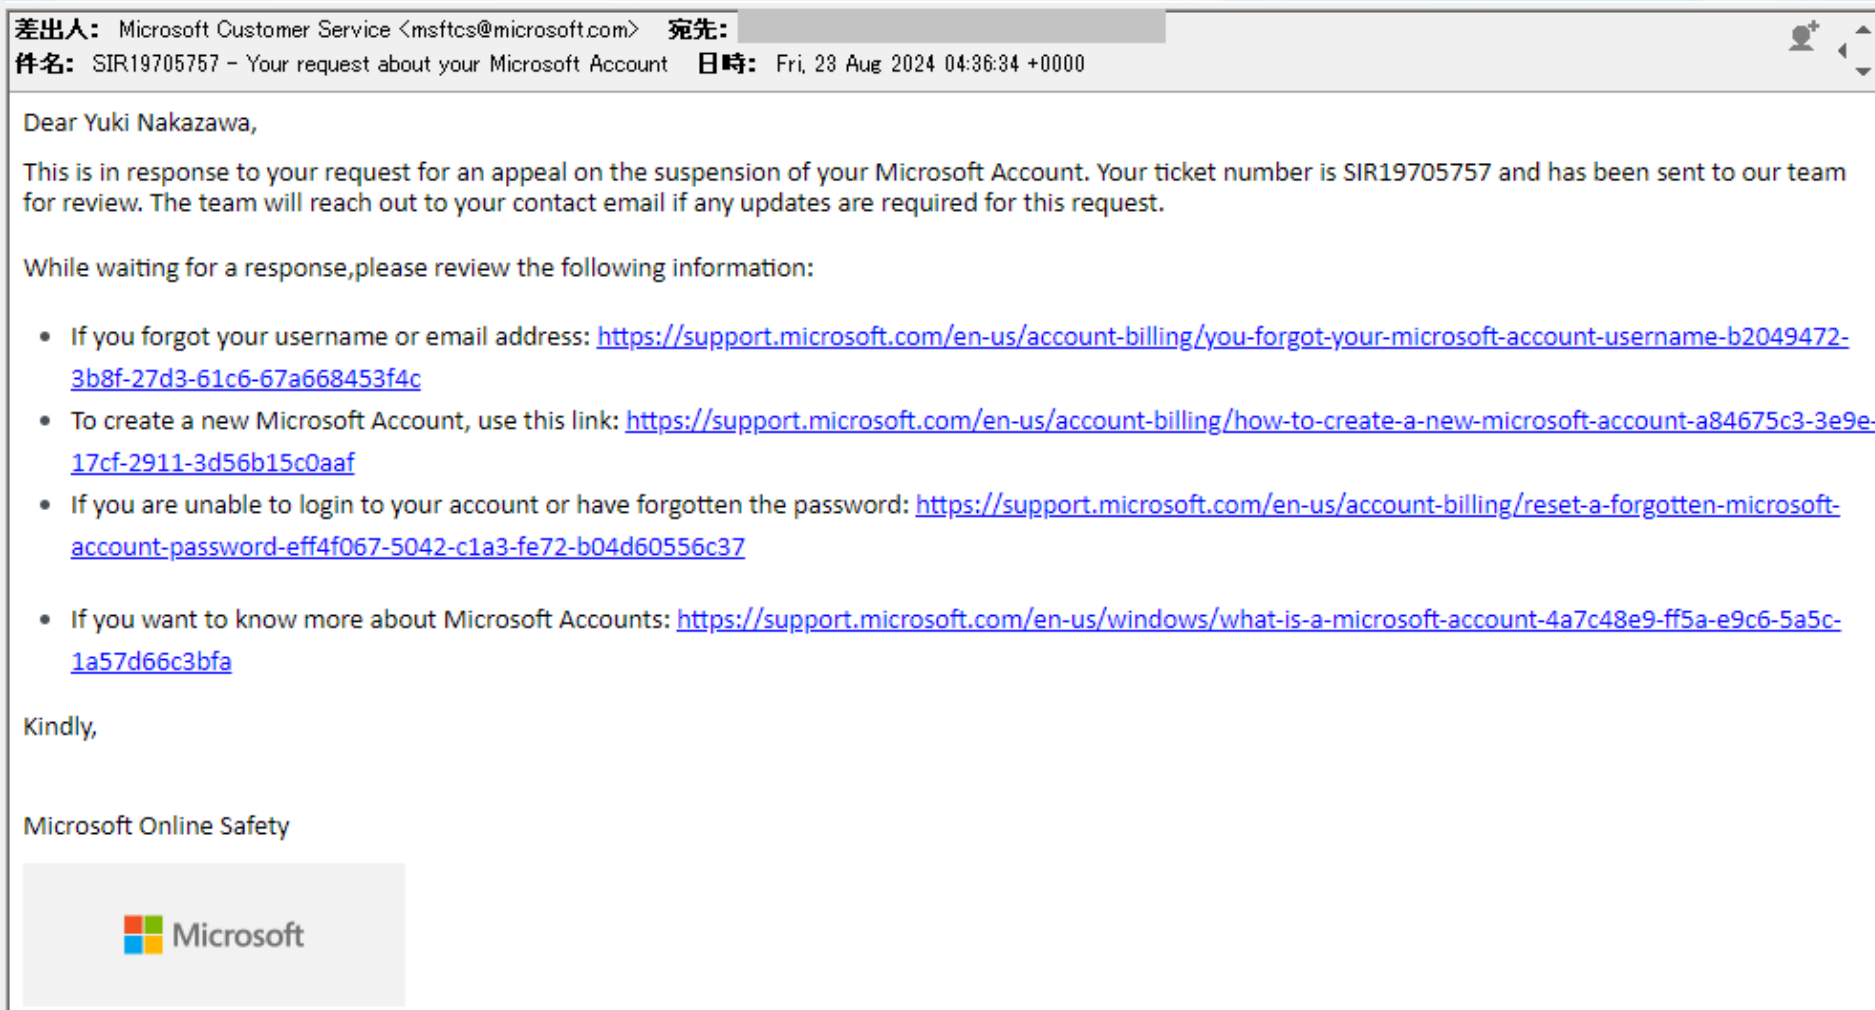 差出人： Microsoft Customer Service <msftcs@microsoft.com> 宛先：
件名： SIR19705757 - Your request about your Microsoft Account 日時： Fri, 23 Aug 2024 04:36:34 +0000
Dear Yuki Nakazawa,
This is in response to your request for an appeal on the suspension of your Microsoft Account. Your ticket number is SIR19705757 and has been sent to our team
for review. The team will reach out to your contact email if any updates are required for this request.
While waiting for a response,please review the following information:
• If you forgot your username or email address: https://support.microsoft.com/en-us/account-billing/you-forgot-your-microsoft-account-username-b2049472-
3b8f-27d3-61c6-67a668453f4c
• To create a new Microsoft Account, use this link: https://support.microsoft.com/en-us/account-billing/how-to-create-a-new-microsoft-account-a84675c3-3e9e-
17cf-2911-3d56b15c0aaf
• If you are unable to login to your account or have forgotten the password: https://support.microsoft.com/en-us/account-billing/reset-a-forgotten-microsoft-
account-password-eff4f067-5042-c1a3-fe72-b04d60556c37
• If you want to know more about Microsoft Accounts: https://support.microsoft.com/en-us/windows/what-is-a-microsoft-account-4a7c48e9-ff5a-e9c6-5a5c-
1a57d66c3bfa
Kindly,
Microsoft Online Safety
Microsoft